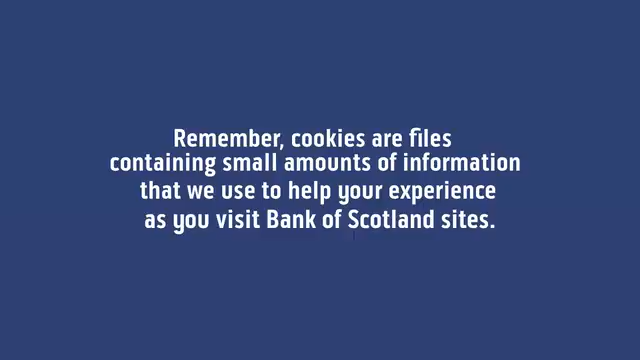 Remember, cookies are files
containing small amounts of information
that we use to help your experience
as you visit Bank of Scotland sites.